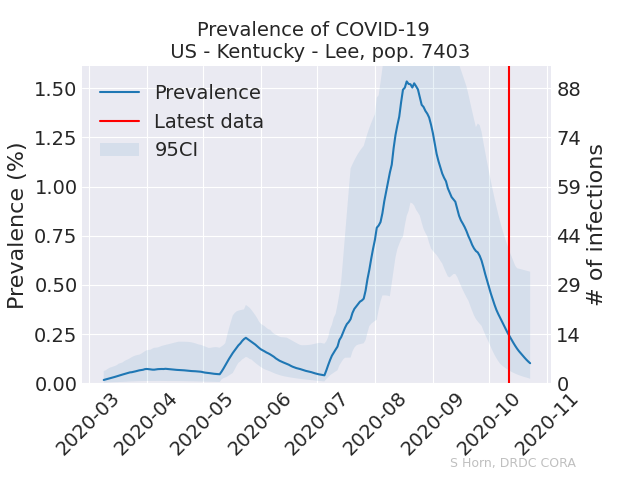 Prevalence of COVID-19
US - Kentucky - Lee, pop. 7403
Prevalence (%)
1.50
1.25
1.00
0.75
0.50
0.25
0.00
Prevalence
Latest data
95CI
88
74
59
44
29
14
0
# of infections
2020-03
2020-04
2020-05
2020-06
2020-07
2020-08
2020-09
2020-10
2020-11
S Horn, DRDC CORA